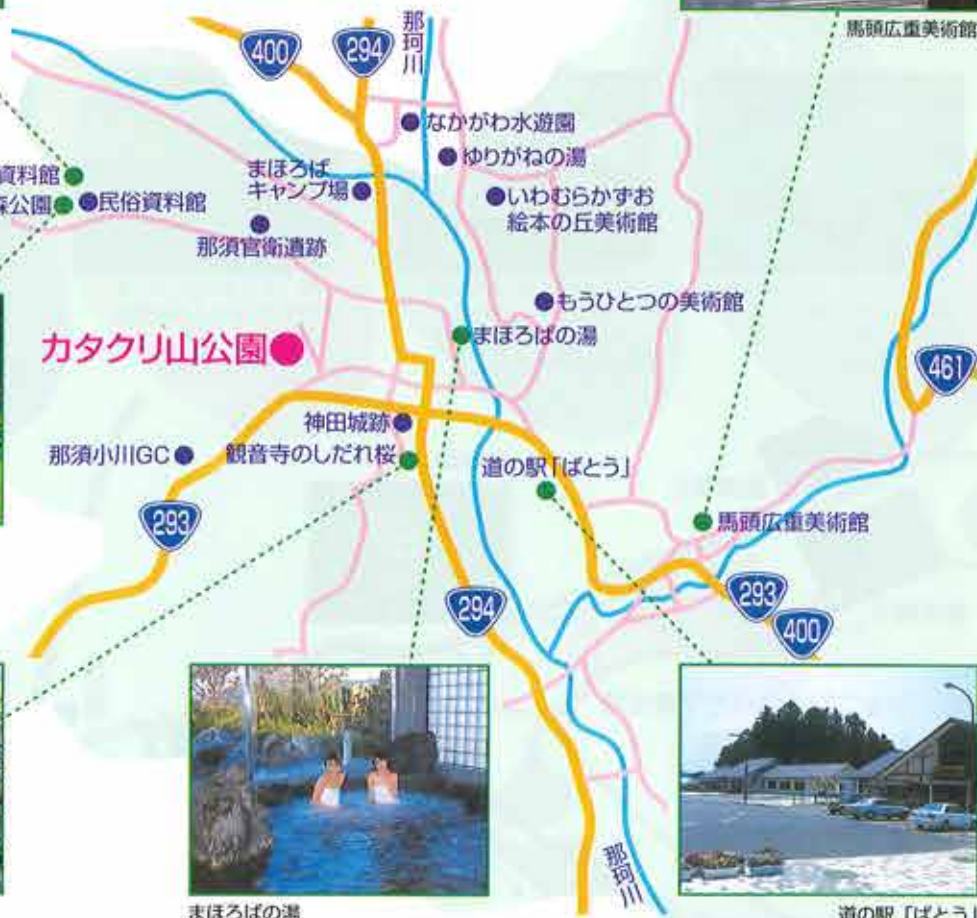 馬頭広重美術館
那珂川
400
294
なかがわ水遊園
ゆりがねの湯
まほろば
キャンプ場
いわむらかずお
絵本の丘美術館
資料館
森公園
民俗資料館
那須官衙遺跡
もうひとつの美術館
まほろばの湯
カタクリ山公園
461
神田城跡
那須小川GC
観音寺のしだれ桜
道の駅「ばとう」
293
馬頭広重美術館
294
293
400
那珂川
まほろばの湯
道の駅「ばとう」